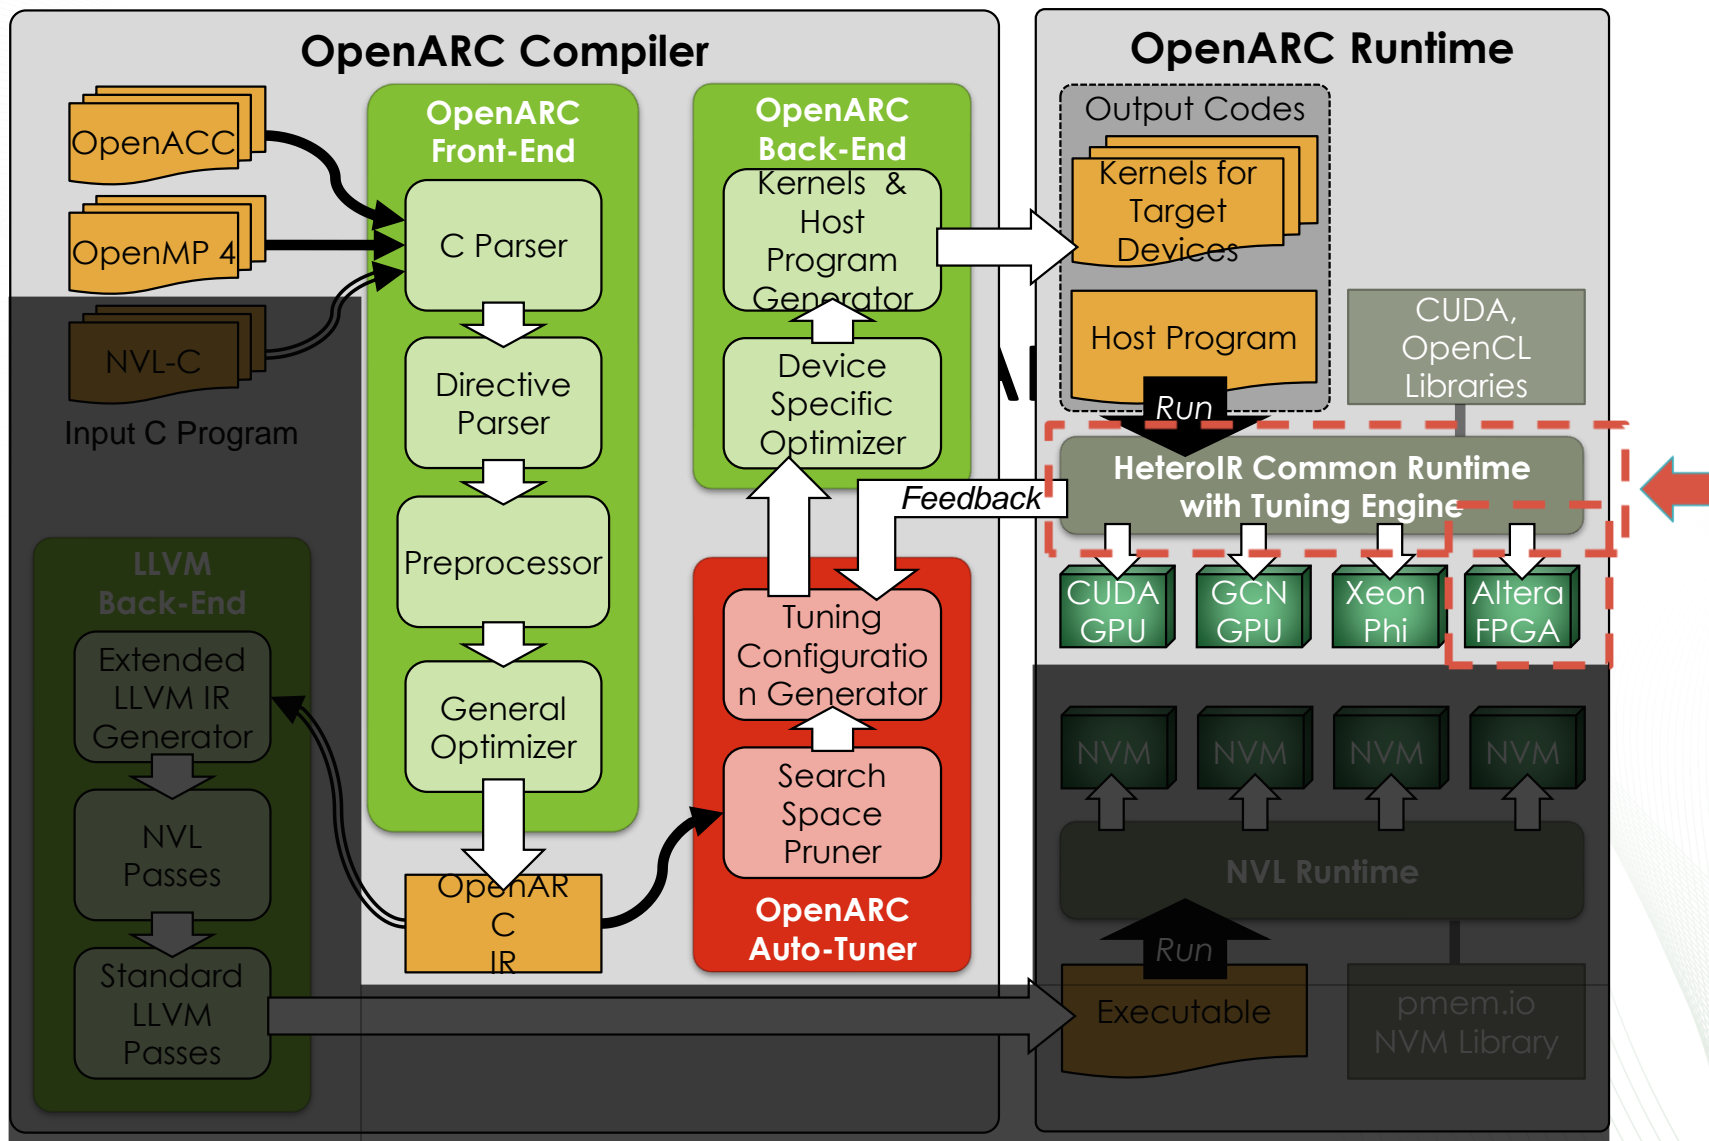 OpenARC Compiler
OpenACC
OpenMP 4
NVL-C
Input C Program
OpenARC
Front-End
C Parser
Directive
Parser
Preprocessor
General
Optimizer
OpenAR
C
IR
LLVM
Back-End
Extended
LLVM IR
Generator
NVL
Passes
Standard
LLVM
Passes
OpenARC
Back-End
Kernels &
Host
Program
Generator
Device
Specific
Optimizer
Feedback
Tuning
Configuratio
n Generator
Search
Space
Pruner
OpenARC
Auto-Tuner
OpenARC Runtime
Output Codes
Kernels for
Target
Devices
Host Program
Run
CUDA,
OpenCL
Libraries
HeteroIR Common Runtime
with Tuning Engine
CUDA
GPU
GCN
GPU
Xeon
Phi
Altera
FPGA
NVM
NVM
NVM
NVM
NVL Runtime
Run
Executable
pmem.io
NVM Library